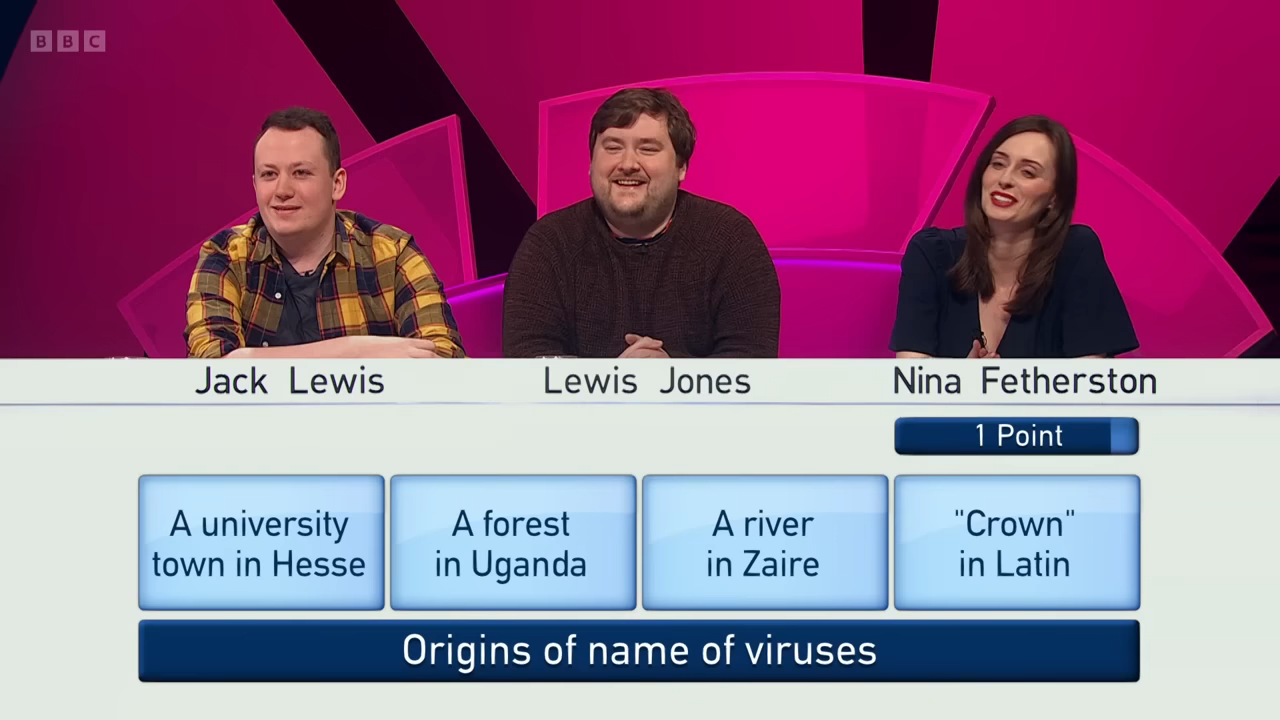 BBC
Jack Lewis
Lewis Jones
Nina Fetherston
1 Point
A university
town in Hesse
A forest
in Uganda
A river
in Zaire
"Crown"
in Latin
Origins of name of viruses